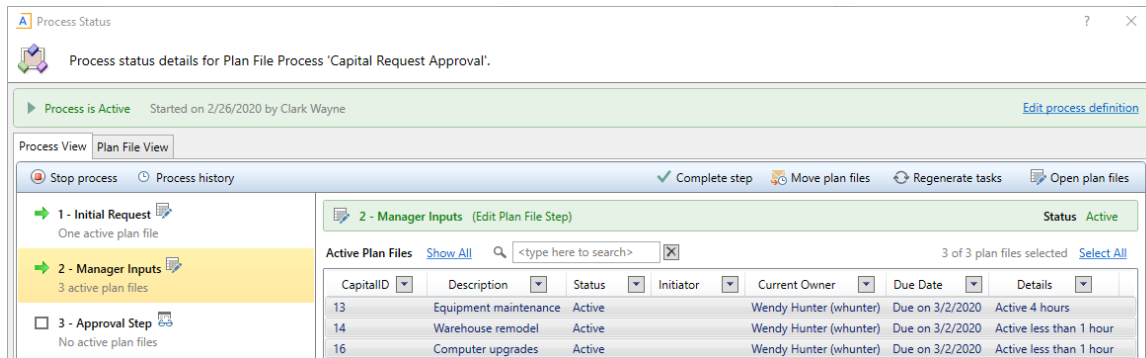 A Process Status ?
Process status details for Plan File Process 'Capital Request Approval'.
Process is Active Started on 2/26/2020 by Clark Wayne Edit process definition
Process View Plan File View
Stop process Process history Complete step Move plan files Regenerate tasks Open plan files
1 - Initial Request
One active plan file
2 - Manager Inputs
3 active plan files
3 - Approval Step
No active plan files
2 - Manager Inputs (Edit Plan File Step) Status Active
Active Plan Files Show All <type here to search> 3 of 3 plan files selected Select All
CapitalID Description Status Initiator Current Owner Due Date Details
13 Equipment maintenance Active Wendy Hunter (whunter) Due on 3/2/2020 Active 4 hours
14 Warehouse remodel Active Wendy Hunter (whunter) Due on 3/2/2020 Active less than 1 hour
16 Computer upgrades Active Wendy Hunter (whunter) Due on 3/2/2020 Active less than 1 hour